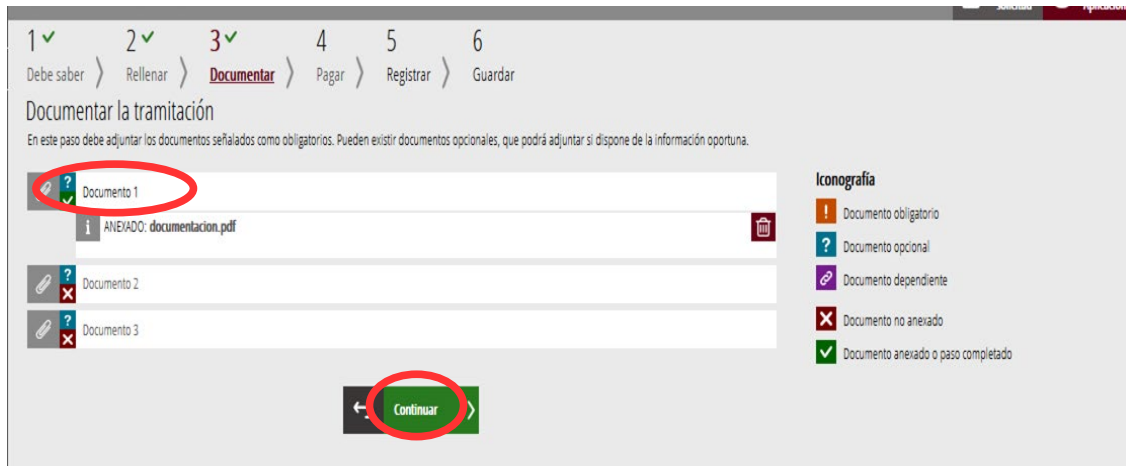 Solicitud
1 2 3 4 5 6
Debe saber Rellenar Documentar Pagar Registrar Guardar
Documentar la tramitación
En este paso debe adjuntar los documentos señalados como obligatorios. Pueden existir documentos opcionales, que podrá adjuntar si dispone de la información oportuna.
? Documento 1
i ANEXADO: documentacion.pdf
? Documento 2
? Documento 3
Continuar
Iconografía
! Documento obligatorio
? Documento opcional
Documento dependiente
Documento no anexado
Documento anexado o paso completado